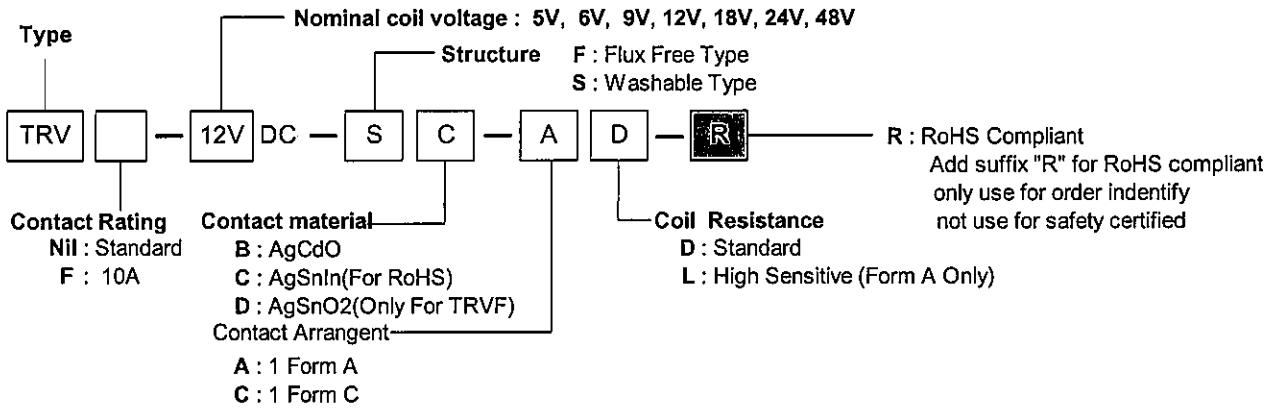 Nominal coil voltage : 5V, 6V, 9V, 12V, 18V, 24V, 48V
Type
Structure F : Flux Free Type
S : Washable Type
TRV — 12V DC — S C — A D — R
R : RoHS Compliant
Add suffix "R" for RoHS compliant
only use for order indentify
not use for safety certified
Contact Rating
Nil : Standard
F : 10A
Contact material
B : AgCdO
C : AgSnIn(For RoHS)
D : AgSnO2(Only For TRVF)
Contact Arrangent
A : 1 Form A
C : 1 Form C
Coil Resistance
D : Standard
L : High Sensitive (Form A Only)